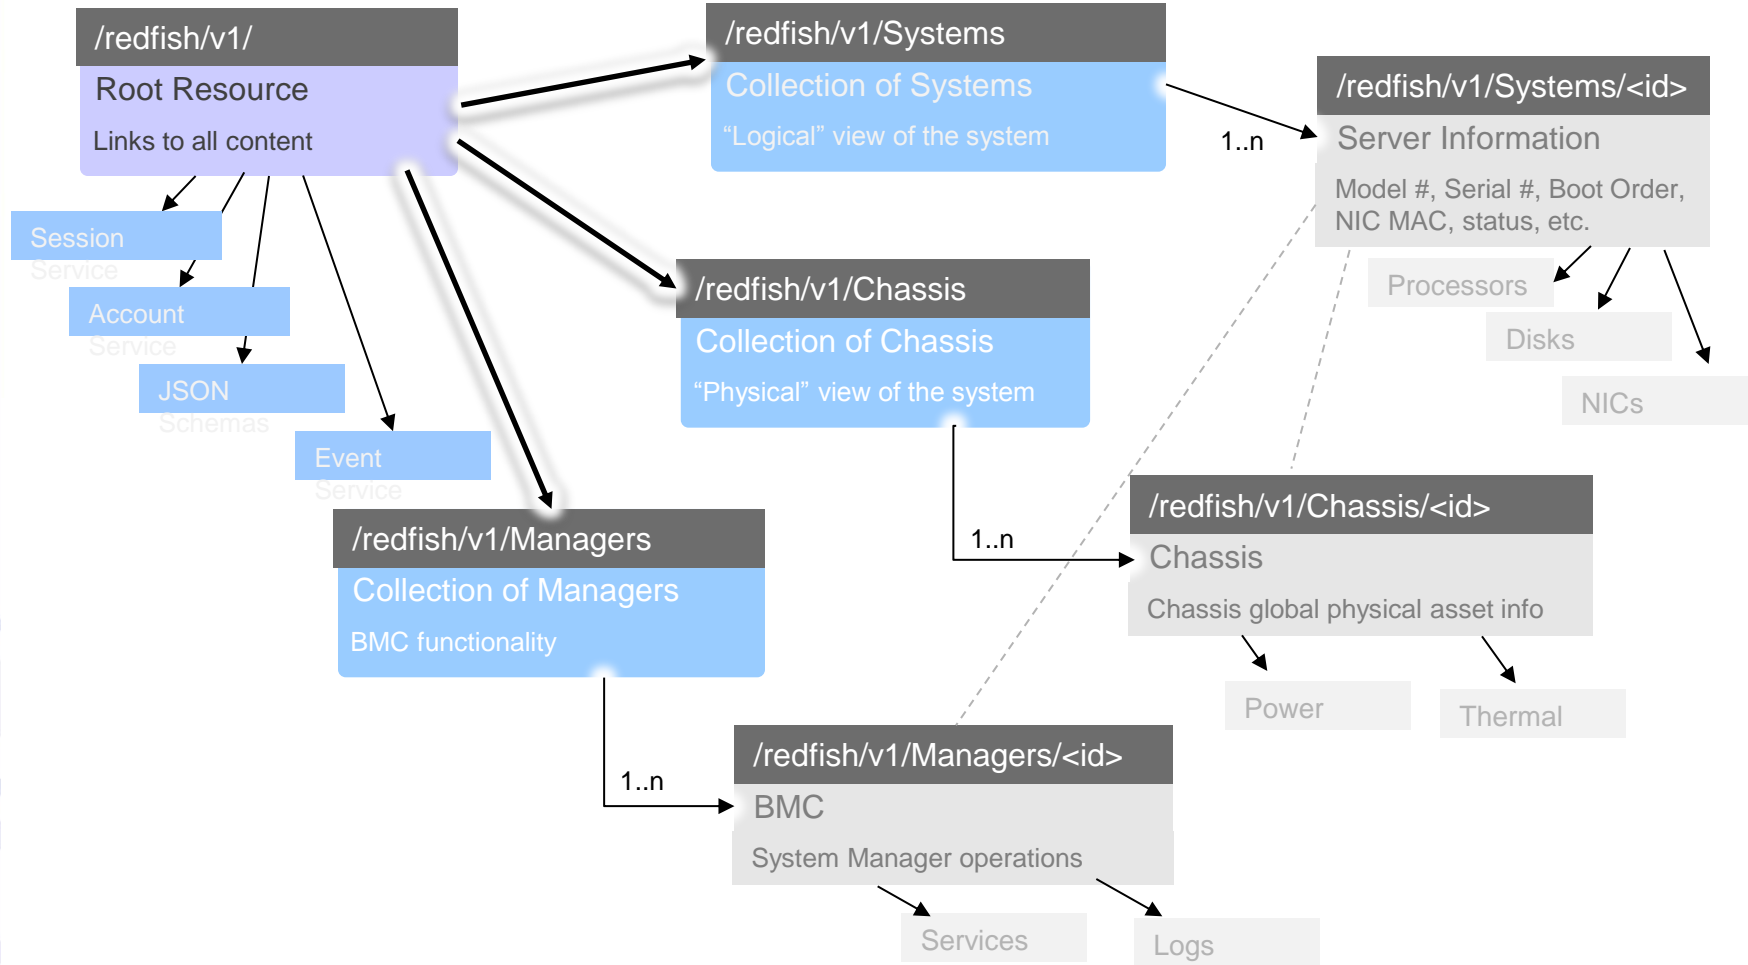 /redfish/v1/
Root Resource
Links to all content
/redfish/v1/Systems
Collection of Systems
“Logical” view of the system
1..n
/redfish/v1/Systems/<id>
Server Information
Model #, Serial #, Boot Order,
NIC MAC, status, etc.
Processors
Disks
NICs
Session
Service
Account
Service
JSON
Schemas
Event
Service
/redfish/v1/Chassis
Collection of Chassis
“Physical” view of the system
1..n
/redfish/v1/Chassis/<id>
Chassis
Chassis global physical asset info
Power
Thermal
/redfish/v1/Managers
Collection of Managers
BMC functionality
1..n
/redfish/v1/Managers/<id>
BMC
System Manager operations
Services
Logs